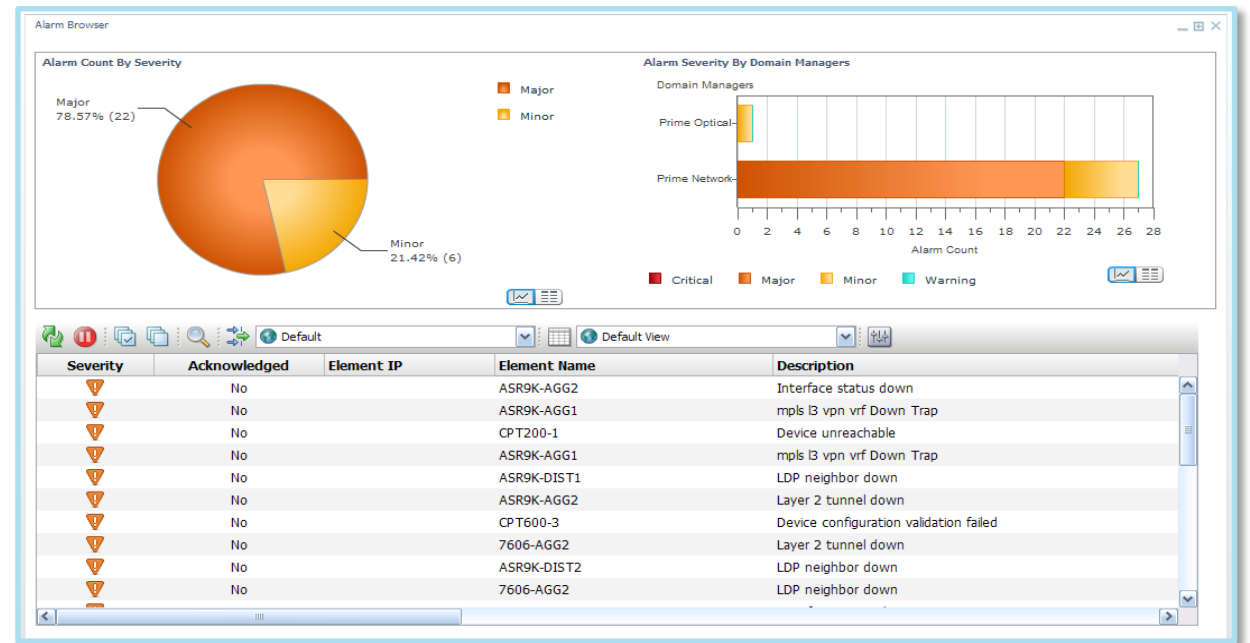 Alarm Browser
Alarm Count By Severity
Major
78.57% (22)
Minor
21.42% (6)
Major
Minor
Alarm Severity By Domain Managers
Domain Managers
Prime Optical
Prime Network
0 2 4 6 8 10 12 14 16 18 20 22 24 26 28
Alarm Count
Critical Major Minor Warning
Default Default View
Severity Acknowledged Element IP Element Name Description
No ASR9K-AGG2 Interface status down
No ASR9K-AGG1 mpls l3 vpn vrf Down Trap
No CPT200-1 Device unreachable
No ASR9K-AGG1 mpls l3 vpn vrf Down Trap
No ASR9K-DIST1 LDP neighbor down
No ASR9K-AGG2 Layer 2 tunnel down
No CPT600-3 Device configuration validation failed
No 7606-AGG2 Layer 2 tunnel down
No ASR9K-DIST2 LDP neighbor down
No 7606-AGG2 LDP neighbor down